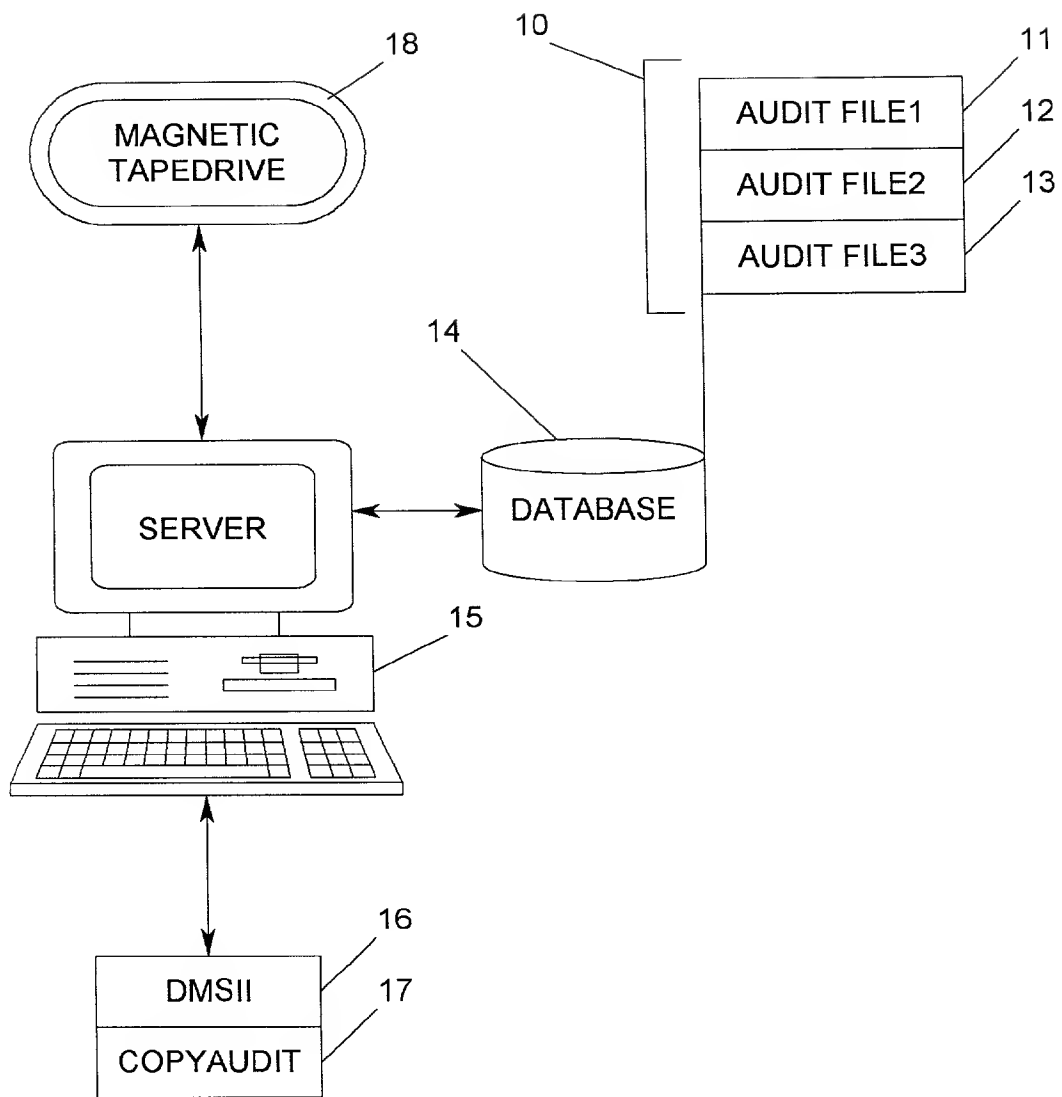 10
18
11
AUDIT FILE1
12
MAGNETIC
TAPEDRIVE
AUDIT FILE2
13
AUDIT FILE3
14
SERVER
DATABASE
15
16
DMSII
17
COPYAUDIT